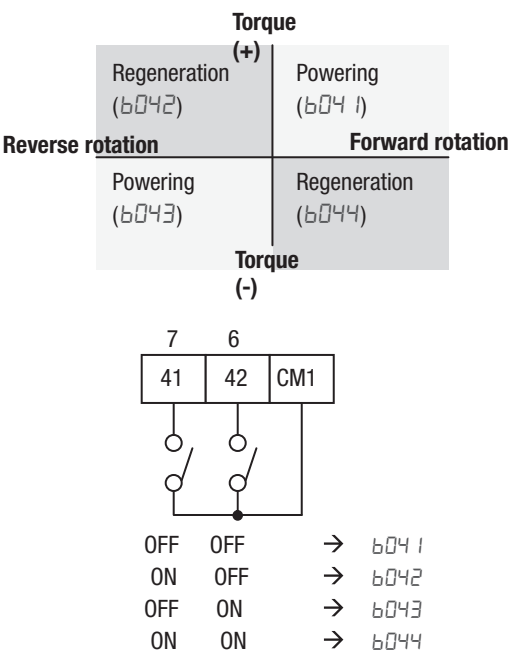 Torque
(+)
Regeneration
(b042)
Powering
(b041)
Reverse rotation
Forward rotation
Powering
(b043)
Regeneration
(b044)
Torque
(-)
7 6
41 42 CM1
OFF OFF → b041
ON OFF → b042
OFF ON → b043
ON ON → b044